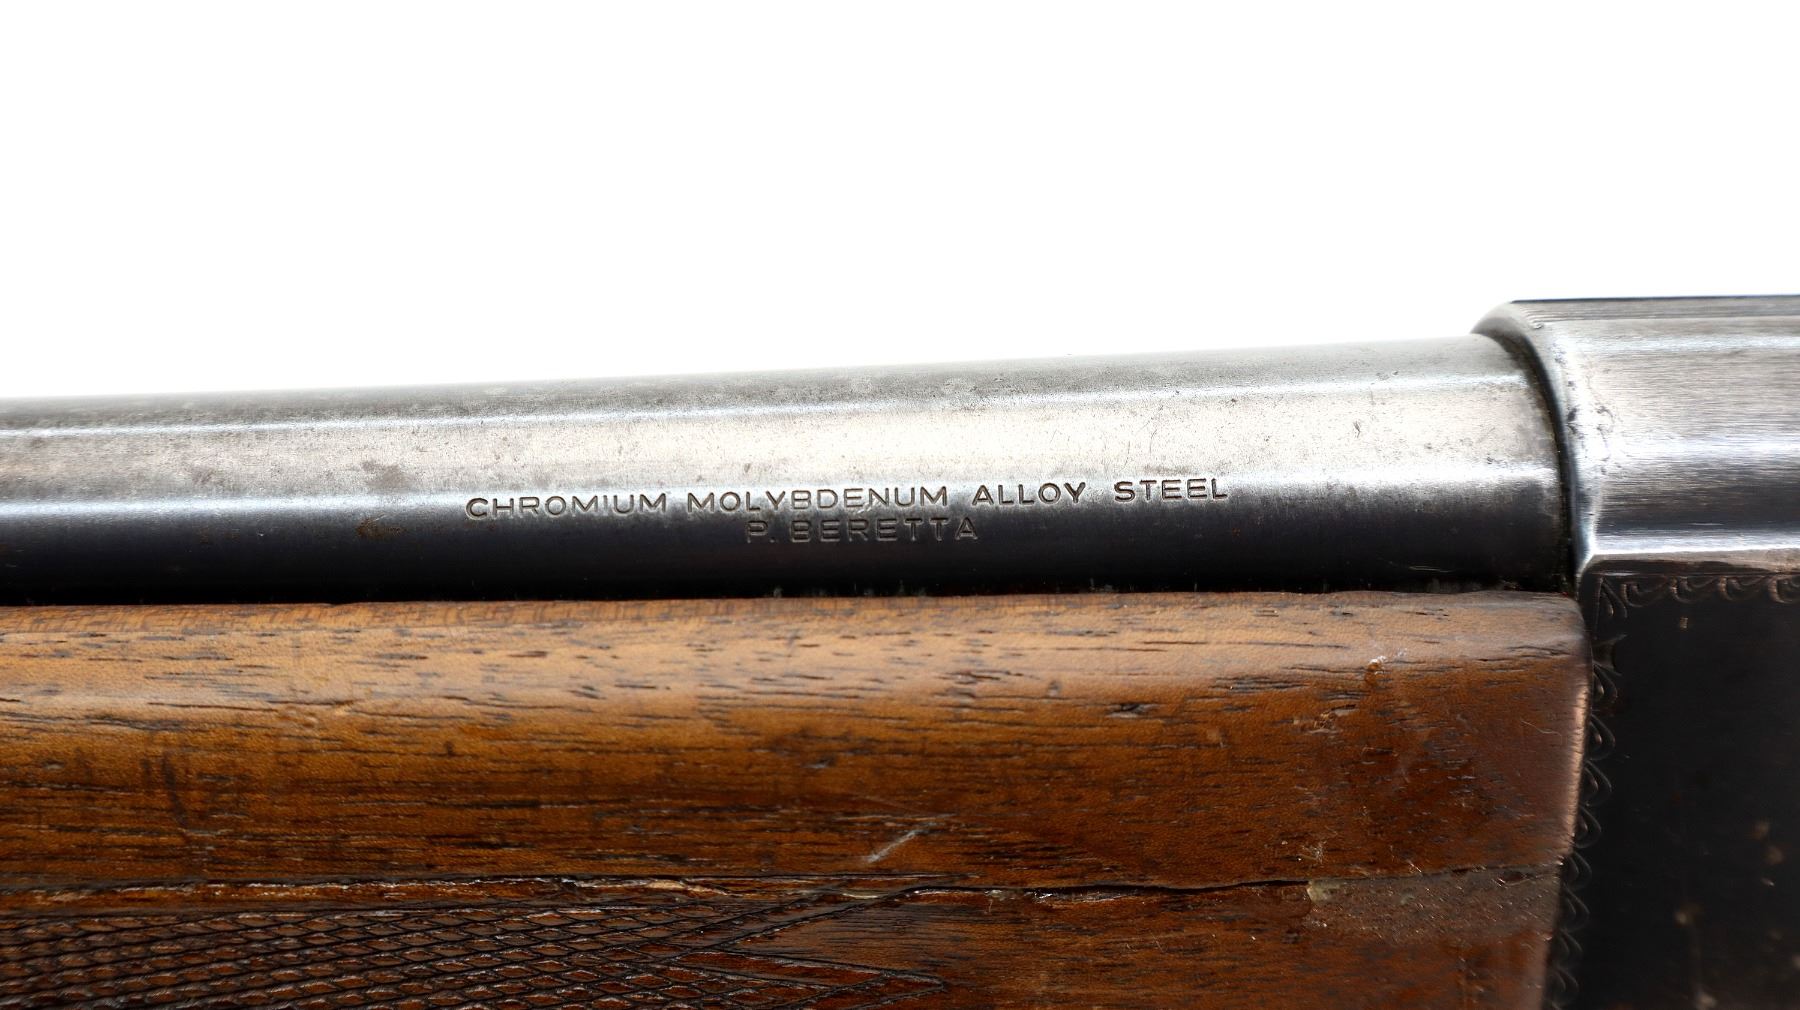 CHROMIUM MOLYBDENUM ALLOY STEEL
P. BERETTA